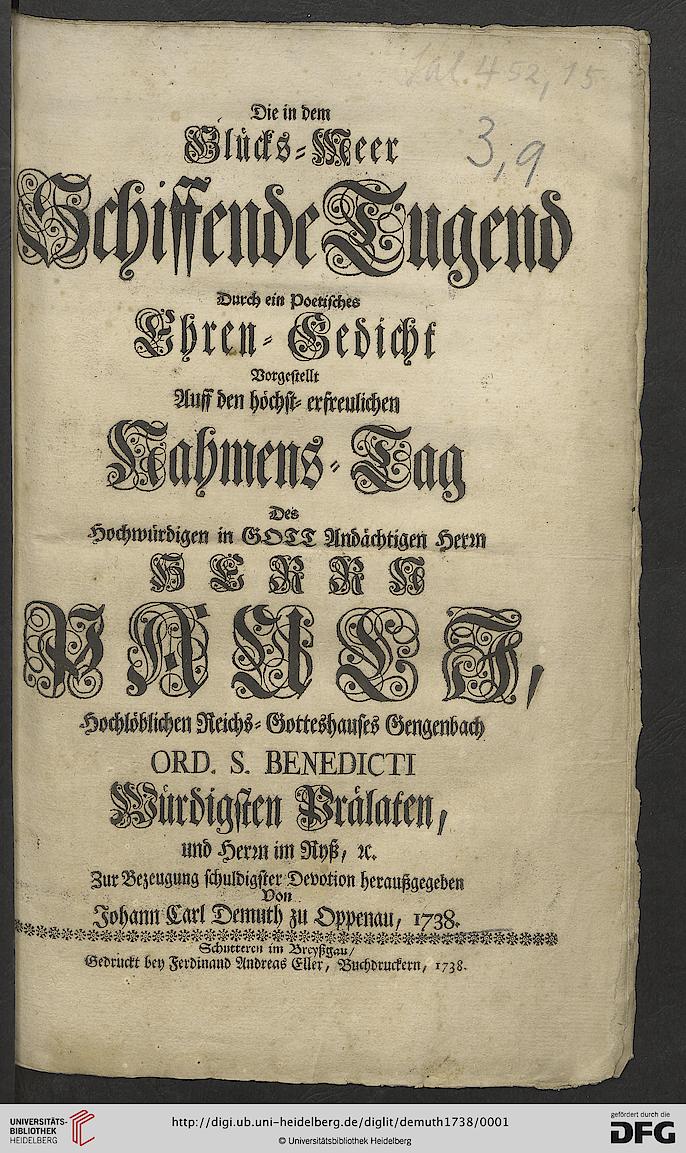 Sal. 452, 15
Die in dem
Glücks-Meer
3,9
Schiffende Tugend
Durch ein Poetisches
Ehren-Gedicht
Vorgestellt
Auff den höchst-erfreulichen
Nahmens-Tag
Des
Hochwürdigen in GOTT Andächtigen Herrn
HERRN
PAULI,
Hochlöblichen Reichs-Gotteshauses Gengenbach
ORD. S. BENEDICTI
Würdigsten Prälaten,
und Herrn im Ryß, ꝛc.
Zur Bezeugung schuldigster Devotion heraußgegeben
Von
Johann Carl Demuth zu Oppenau, 1738.
Schutteren im Breyßgau/
Gedruckt bey Ferdinand Andreas Eller, Buchdruckern, 1738.
UNIVERSITÄTS-
BIBLIOTHEK
HEIDELBERG
http://digi.ub.uni-heidelberg.de/diglit/demuth1738/0001
© Universitätsbibliothek Heidelberg
gefördert durch die
DFG